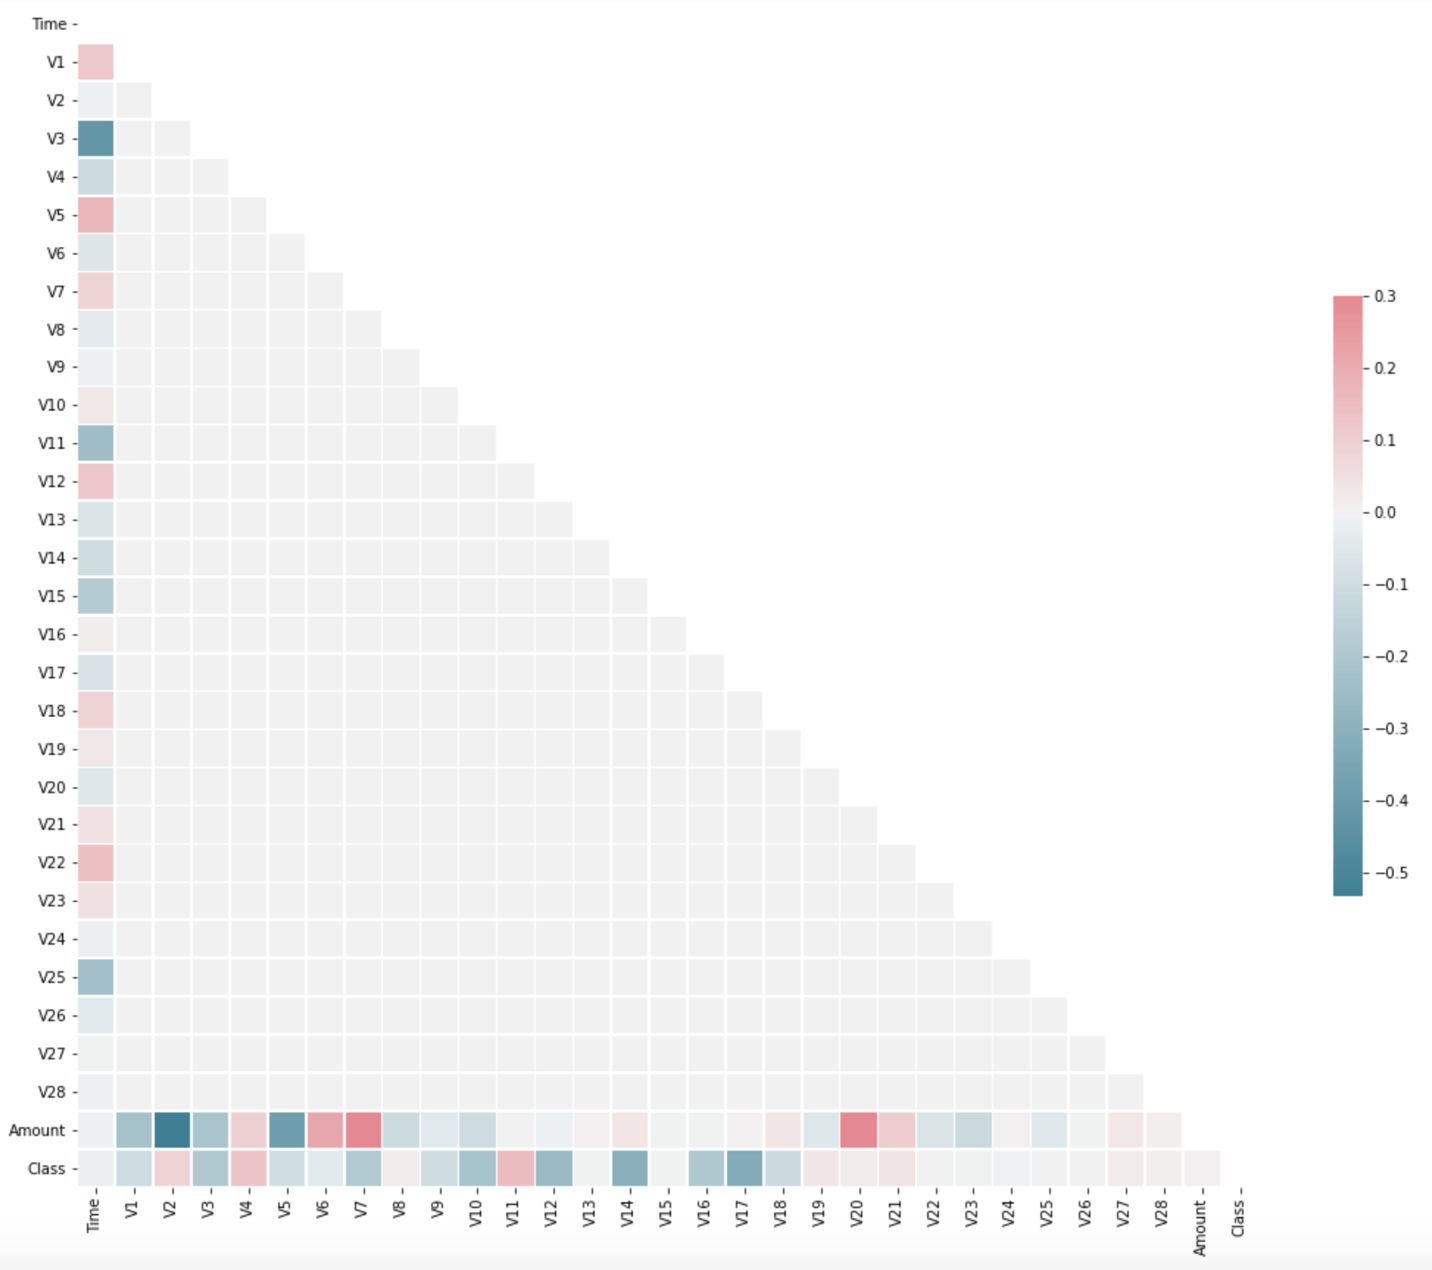 Time
V1
V2
V3
V4
V5
V6
V7
V8
V9
V10
V11
V12
V13
V14
V15
V16
V17
V18
V19
V20
V21
V22
V23
V24
V25
V26
V27
V28
Amount
Class
Time V1 V2 V3 V4 V5 V6 V7 V8 V9 V10 V11 V12 V13 V14 V15 V16 V17 V18 V19 V20 V21 V22 V23 V24 V25 V26 V27 V28 Amount Class
0.3
0.2
0.1
0.0
−0.1
−0.2
−0.3
−0.4
−0.5